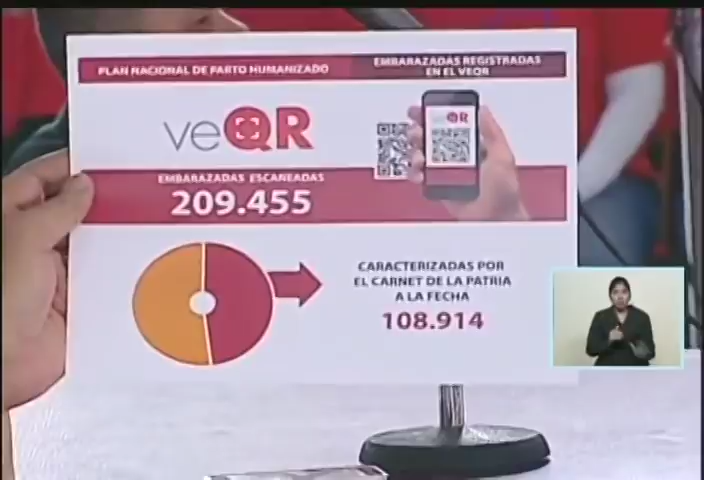 PLAN NACIONAL DE PARTO HUMANIZADO
EMBARAZADAS REGISTRADAS
EN EL VEQR
veQR
QR
EMBARAZADAS ESCANEADAS
209.455
CARACTERIZADAS POR
EL CARNET DE LA PATRIA
A LA FECHA
108.914